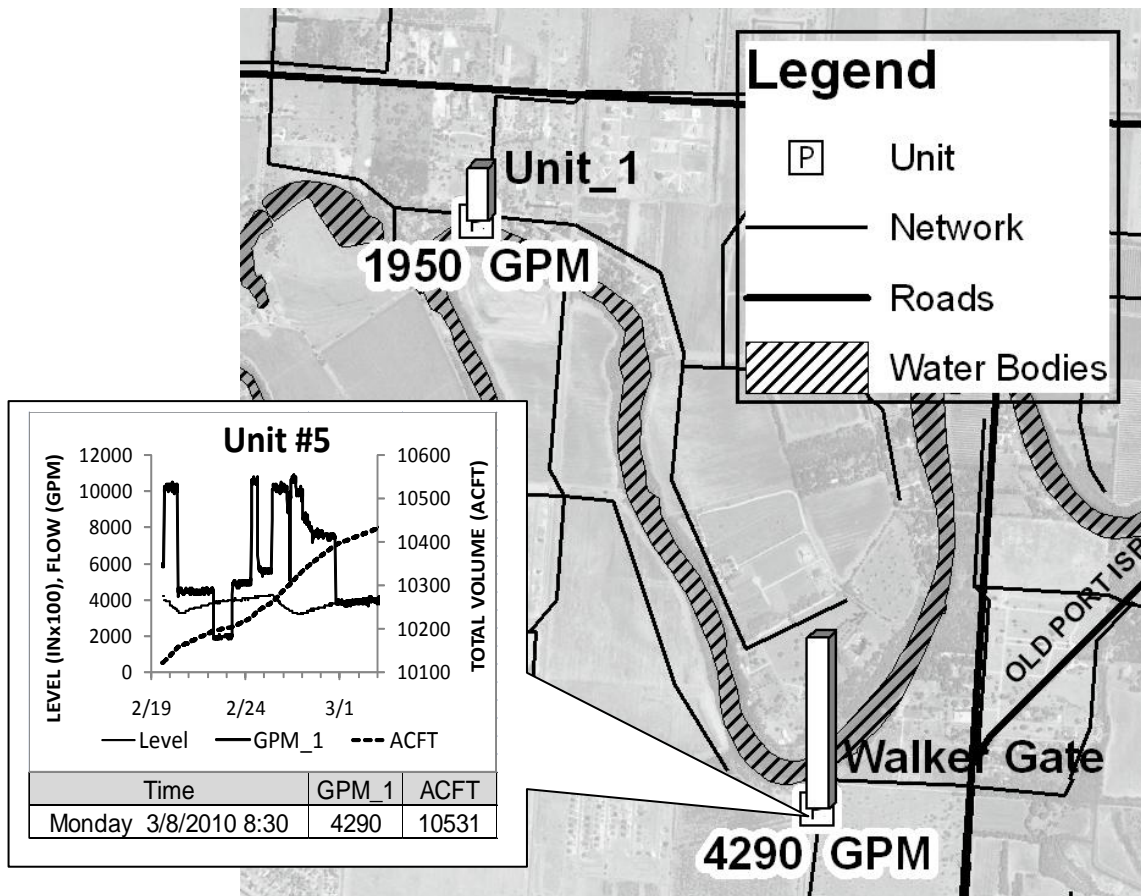 Legend
P Unit
Network
Roads
Water Bodies
Unit_1
1950 GPM
Unit #5
LEVEL (INx100), FLOW (GPM)
12000
10000
8000
6000
4000
2000
0
10600
10500
10400
10300
10200
10100
TOTAL VOLUME (ACFT)
2/19 2/24 3/1
Level GPM_1 ACFT
Time GPM_1 ACFT
Monday 3/8/2010 8:30 4290 10531
OLD PORT ISB
Walker Gate
4290 GPM